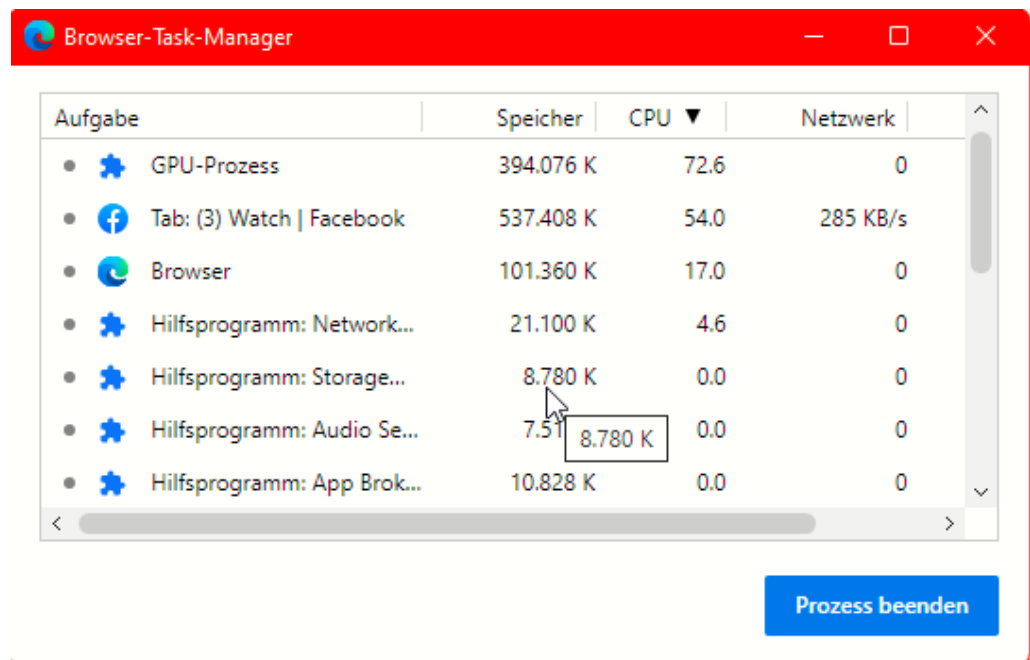 Browser-Task-Manager
Aufgabe Speicher CPU ▼ Netzwerk
GPU-Prozess 394.076 K 72.6 0
Tab: (3) Watch | Facebook 537.408 K 54.0 285 KB/s
Browser 101.360 K 17.0 0
Hilfsprogramm: Network... 21.100 K 4.6 0
Hilfsprogramm: Storage... 8.780 K 0.0 0
Hilfsprogramm: Audio Se... 0.0 0
8.780 K
Hilfsprogramm: App Brok... 10.828 K 0.0 0
Prozess beenden